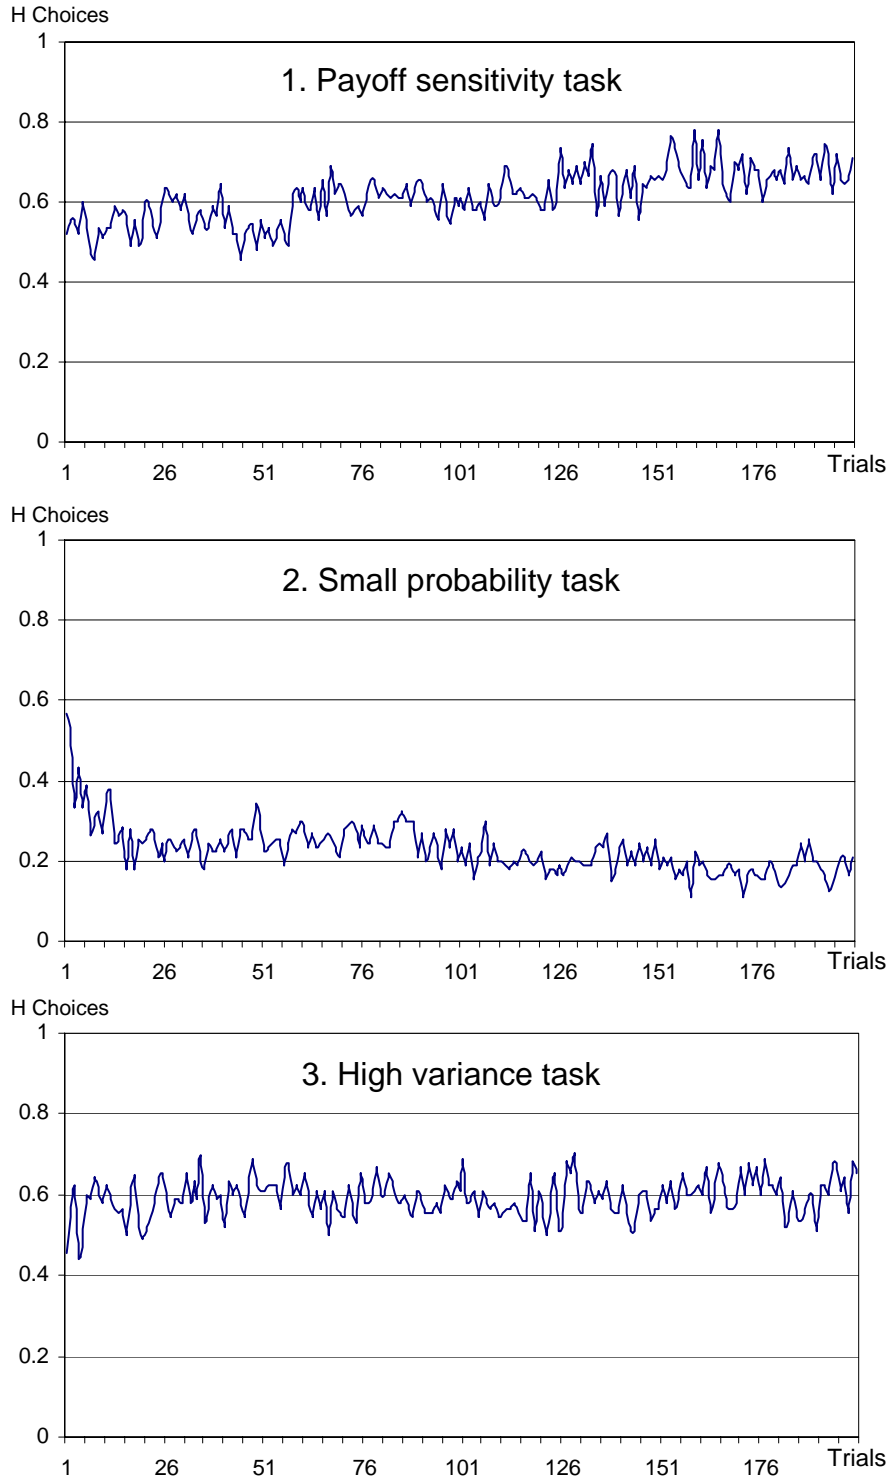 H Choices
1. Payoff sensitivity task
1
0.8
0.6
0.4
0.2
0
1 26 51 76 101 126 151 176 Trials
H Choices
2. Small probability task
1
0.8
0.6
0.4
0.2
0
1 26 51 76 101 126 151 176 Trials
H Choices
3. High variance task
1
0.8
0.6
0.4
0.2
0
1 26 51 76 101 126 151 176 Trials